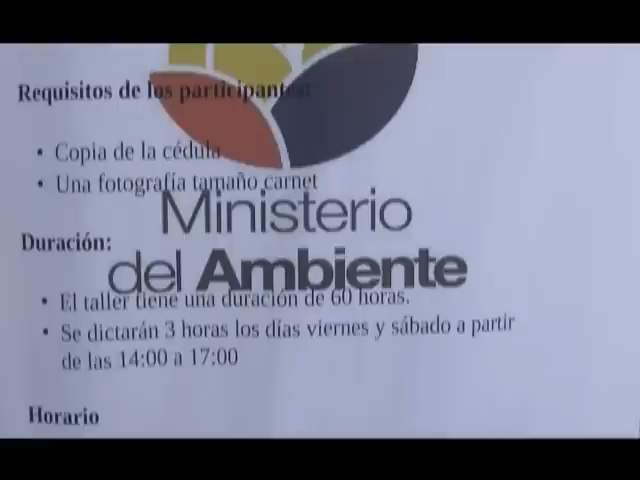 Requisitos de los participantes:
• Copia de la cédula
• Una fotografía tamaño carnet
Ministerio
del Ambiente
Duración:
• El taller tiene una duración de 60 horas.
• Se dictarán 3 horas los días viernes y sábado a partir
de las 14:00 a 17:00
Horario